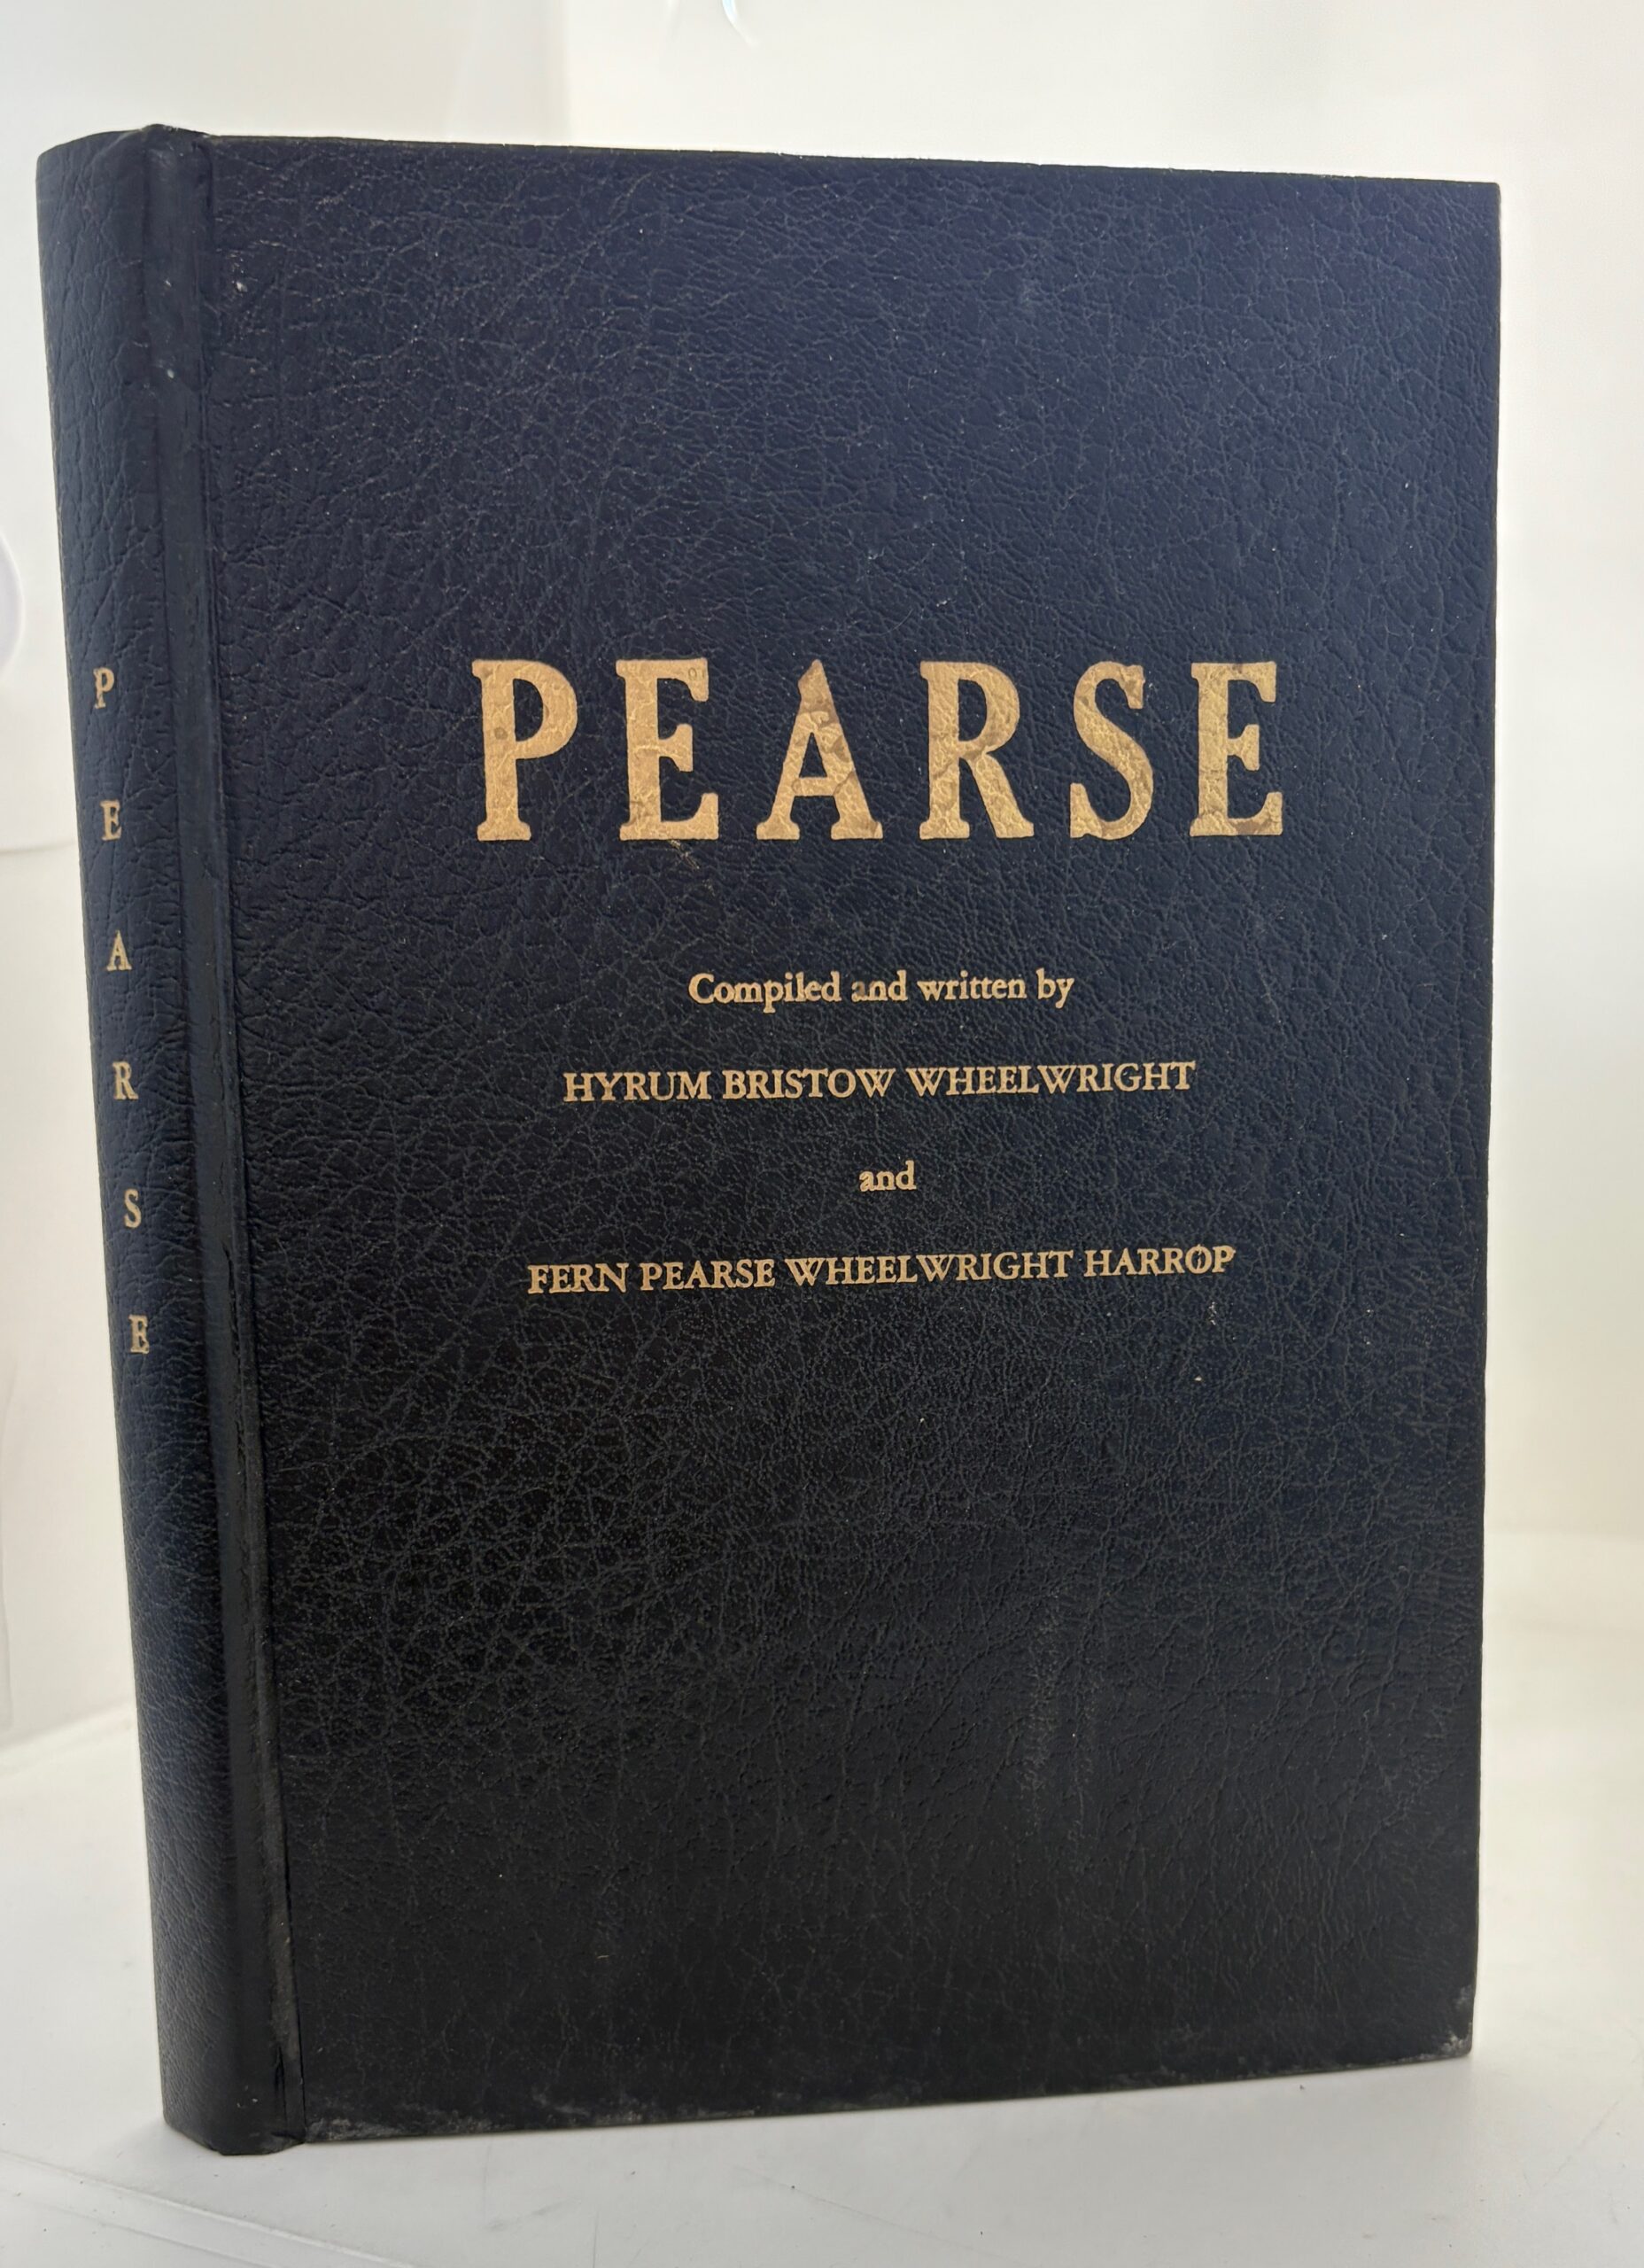 PEARSE
PEARSE
Compiled and written by
HYRUM BRISTOW WHEELWRIGHT
and
FERN PEARSE WHEELWRIGHT HARROP